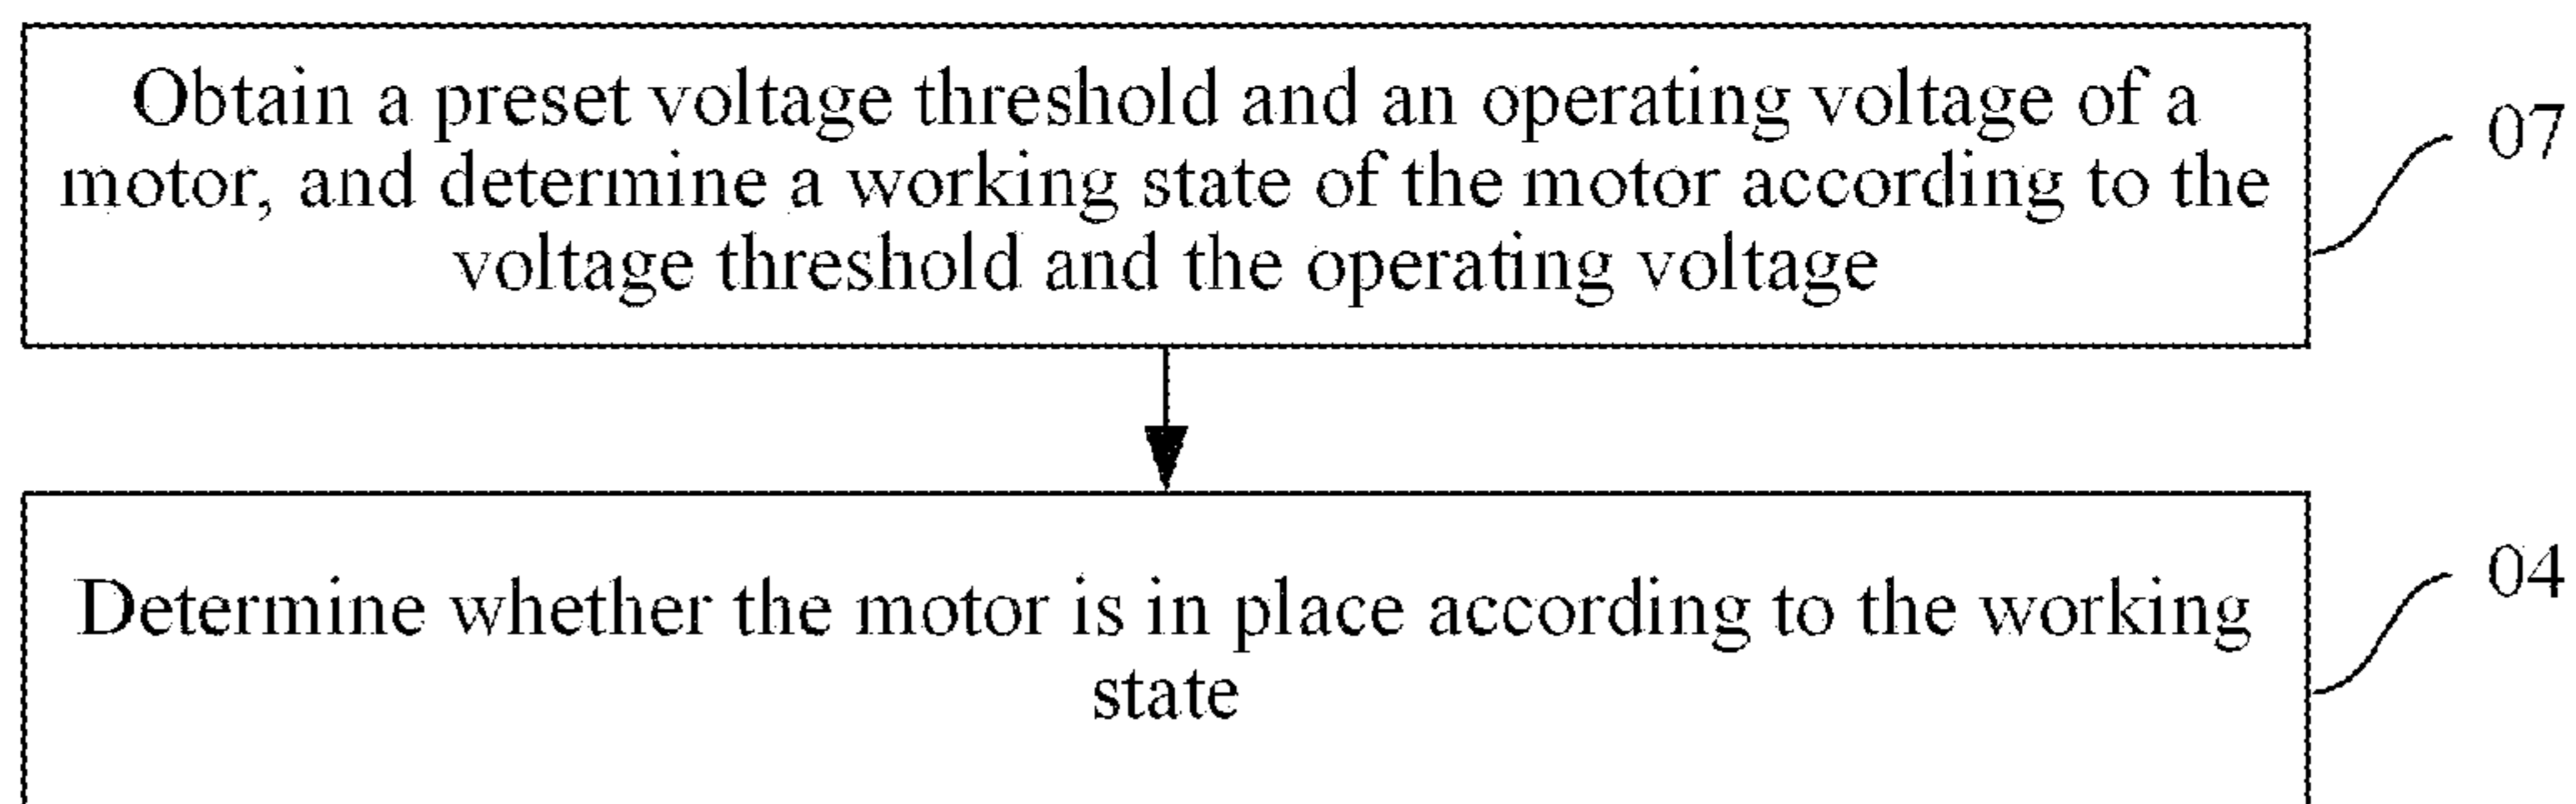 Obtain a preset voltage threshold and an operating voltage of a
motor, and determine a working state of the motor according to the
voltage threshold and the operating voltage
07
Determine whether the motor is in place according to the working
state
04